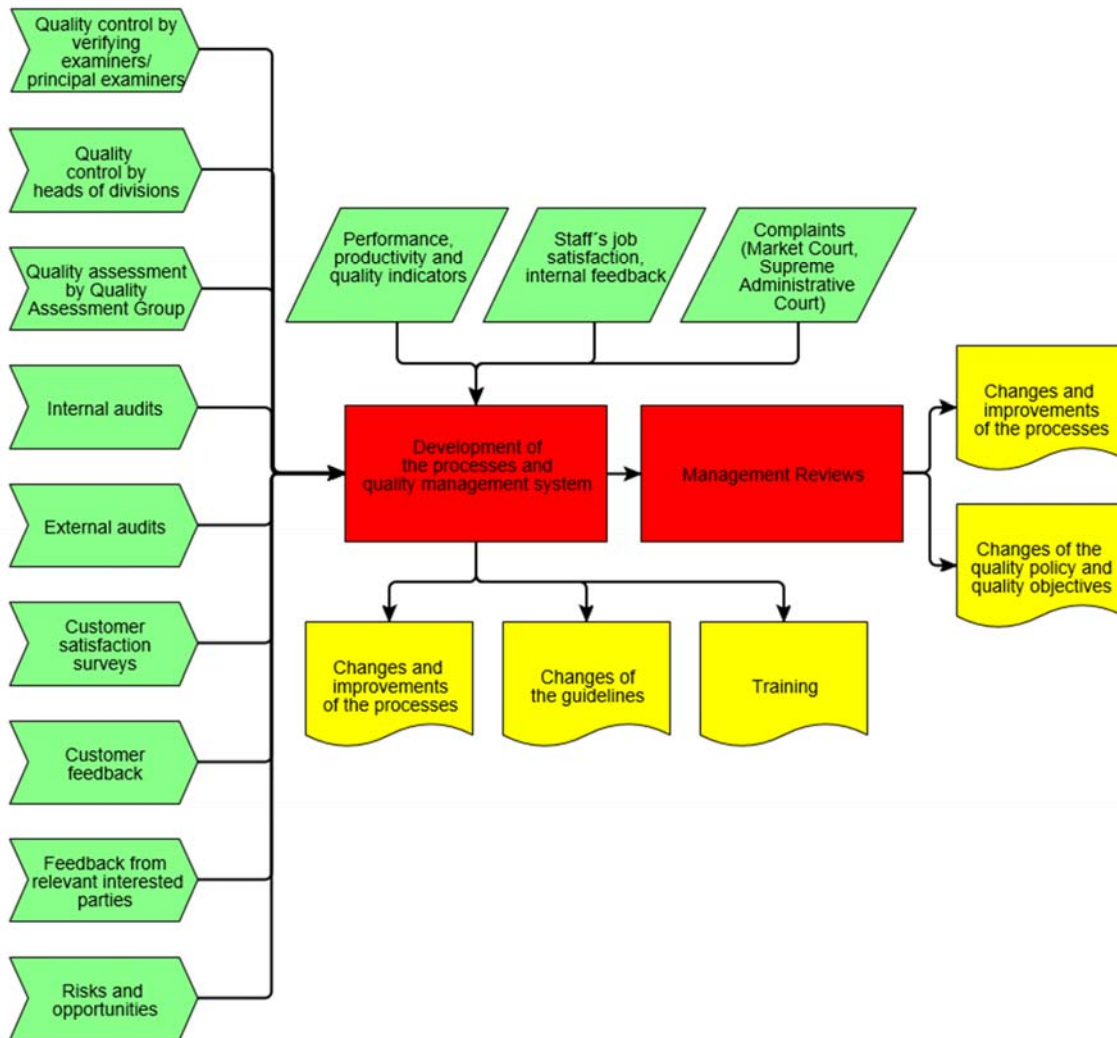 Quality control by
verifying
examiners/
principal examiners
Quality
control by
heads of divisions
Quality assessment
by Quality
Assessment Group
Internal audits
External audits
Customer
satisfaction
surveys
Customer
feedback
Feedback from
relevant interested
parties
Risks and
opportunities
Performance,
productivity and
quality indicators
Staff´s job
satisfaction,
internal feedback
Complaints
(Market Court,
Supreme
Administrative
Court)
Development of
the processes and
quality management system
Management Reviews
Changes and
improvements
of the processes
Changes of the
quality policy and
quality objectives
Changes and
improvements
of the processes
Changes of
the guidelines
Training